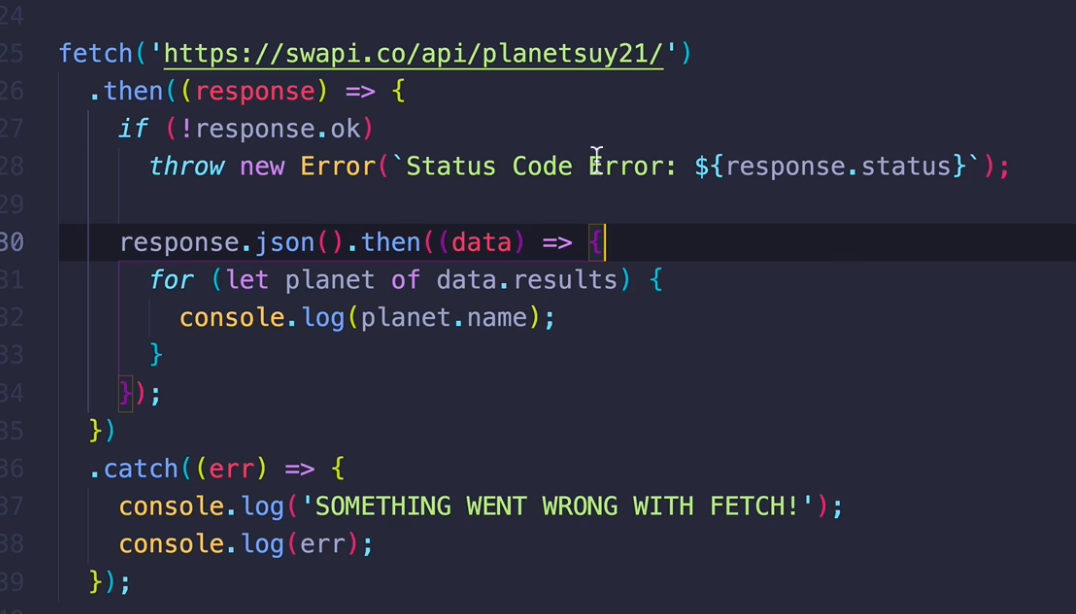 24
25 fetch('https://swapi.co/api/planetsuy21/')
26 .then((response) => {
27 if (!response.ok)
28 throw new Error(`Status Code Error: ${response.status}`);
29
30 response.json().then((data) => {
31 for (let planet of data.results) {
32 console.log(planet.name);
33 }
34 });
35 })
36 .catch((err) => {
37 console.log('SOMETHING WENT WRONG WITH FETCH!');
38 console.log(err);
39 });